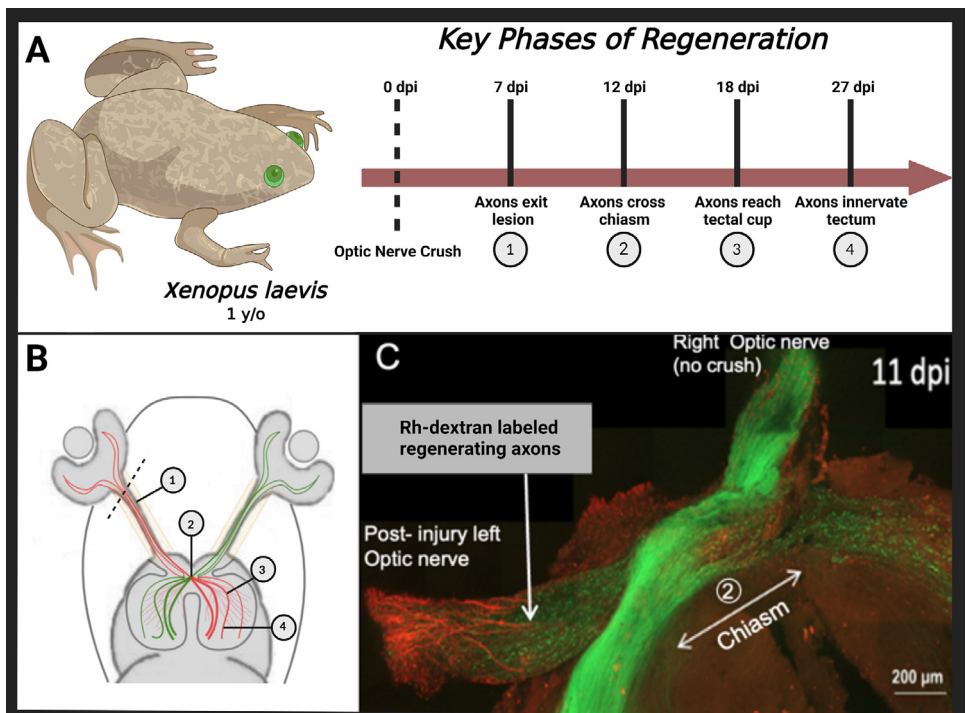 A
Key Phases of Regeneration
0 dpi
7 dpi
12 dpi
18 dpi
27 dpi
Optic Nerve Crush
Axons exit
lesion
1
Axons cross
chiasm
2
Axons reach
tectal cup
3
Axons innervate
tectum
4
Xenopus laevis
1 y/o
B
1
2
3
4
C
Right Optic nerve
(no crush)
11 dpi
Rh-dextran labeled
regenerating axons
Post- injury left
Optic nerve
2
Chiasm
200 μm